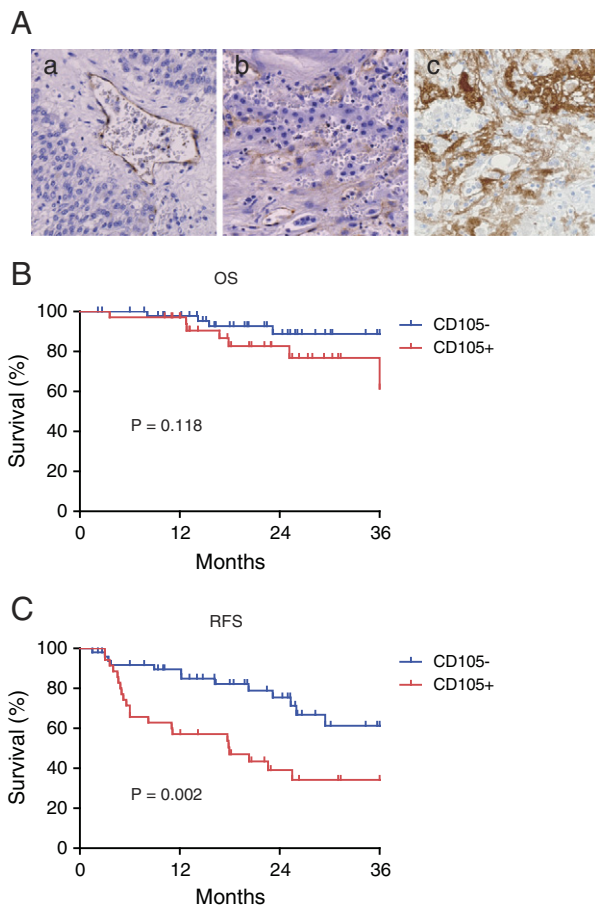 A
a b c
B
OS
100
80
60
40
20
0
Survival (%)
P = 0.118
CD105-
CD105+
0 12 24 36
Months
C
RFS
100
80
60
40
20
0
Survival (%)
P = 0.002
CD105-
CD105+
0 12 24 36
Months